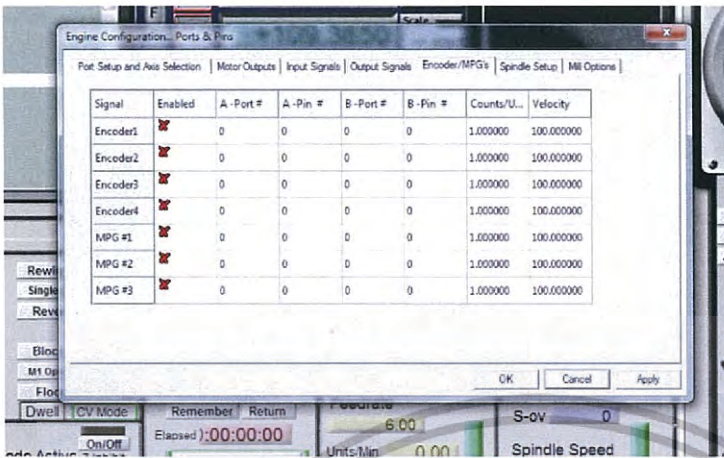 F
Scale
Engine Configuration... Ports & Pins
Port Setup and Axis Selection | Motor Outputs | Input Signals | Output Signals | Encoder/MPG's | Spindle Setup | Mill Options
Signal Enabled A -Port # A -Pin # B -Port # B -Pin # Counts/U... Velocity
Encoder1 0 0 0 0 1.000000 100.000000
Encoder2 0 0 0 0 1.000000 100.000000
Encoder3 0 0 0 0 1.000000 100.000000
Encoder4 0 0 0 0 1.000000 100.000000
MPG #1 0 0 0 0 1.000000 100.000000
MPG #2 0 0 0 0 1.000000 100.000000
MPG #3 0 0 0 0 1.000000 100.000000
OK Cancel Apply
Rewi
Single
Reve
Bloc
M1 Op
Floo
Dwell CV Mode Remember Return Feedrate
6.00 S-ov 0
On/Off Elapsed ):00:00:00
Units/Min 0.00 Spindle Speed